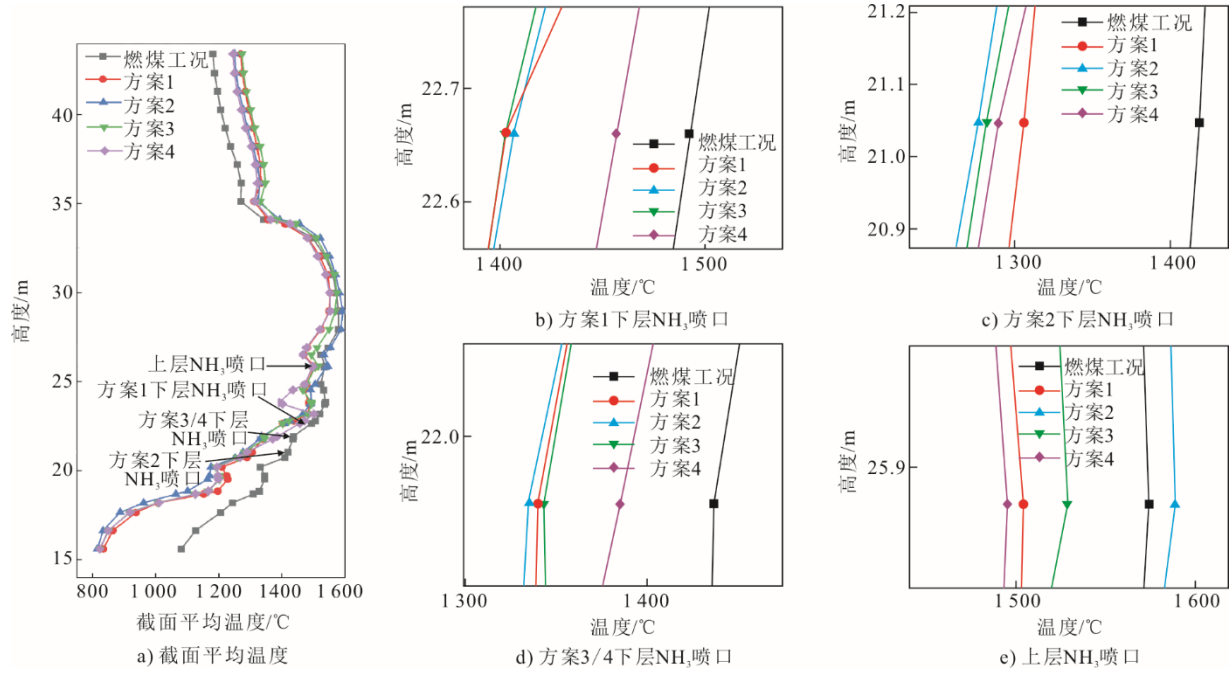 燃煤工况
方案1
方案2
方案3
方案4
40
35
30
25
20
15
高度/m
上层NH₃喷口
方案1下层NH₃喷口
方案3/4下层
NH₃喷口
方案2下层
NH₃喷口
800
1 000
1 200
1 400
1 600
截面平均温度/℃
a) 截面平均温度
22.7
22.6
高度/m
燃煤工况
方案1
方案2
方案3
方案4
1 400
1 500
温度/℃
b) 方案1下层NH₃喷口
21.2
21.1
21.0
20.9
高度/m
燃煤工况
方案1
方案2
方案3
方案4
1 300
1 400
温度/℃
c) 方案2下层NH₃喷口
22.0
高度/m
燃煤工况
方案1
方案2
方案3
方案4
1 300
1 400
温度/℃
d) 方案3/4下层NH₃喷口
25.9
高度/m
燃煤工况
方案1
方案2
方案3
方案4
1 500
1 600
温度/℃
e) 上层NH₃喷口